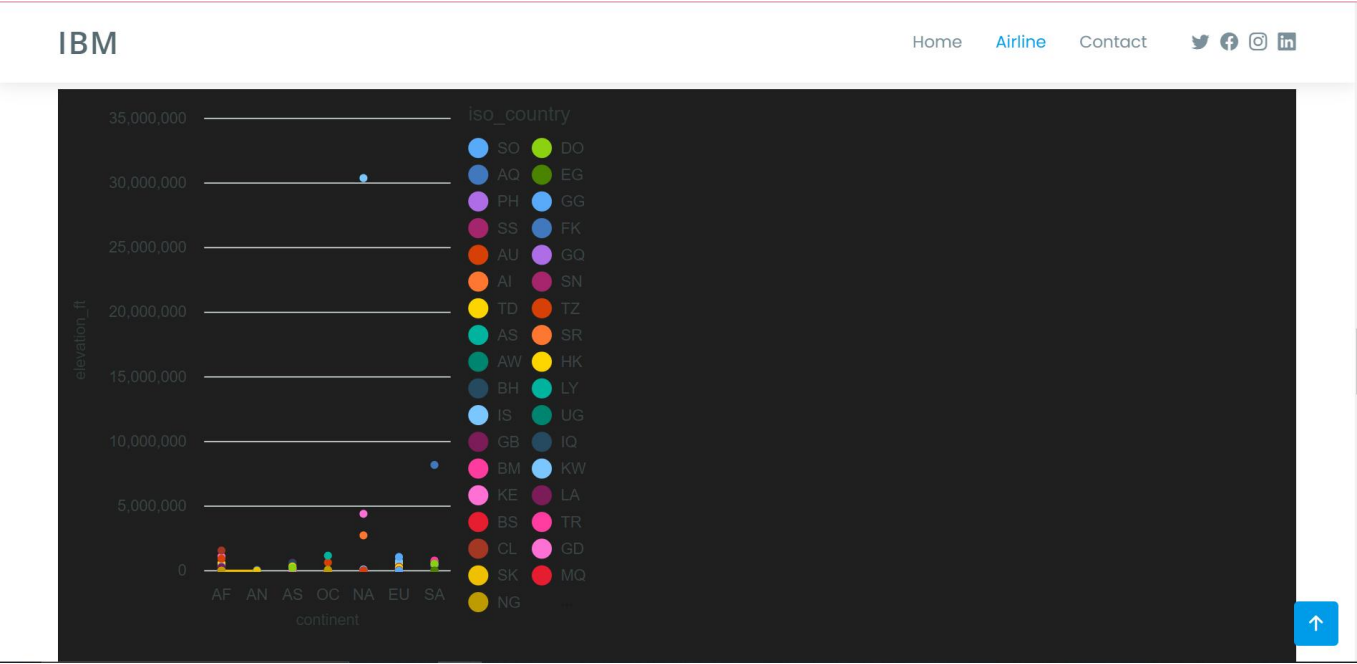 IBM
Home Airline Contact
iso_country
35,000,000
30,000,000
25,000,000
20,000,000
15,000,000
10,000,000
5,000,000
0
elevation_ft
AF AN AS OC NA EU SA
continent
SO DO
AQ EG
PH GG
SS FK
AU GQ
AI SN
TD TZ
AS SR
AW HK
BH LY
IS UG
GB IQ
BM KW
KE LA
BS TR
CL GD
SK MQ
NG ...